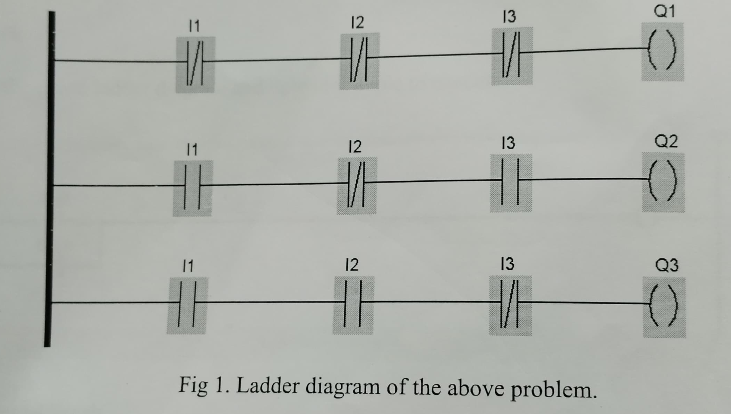 I1 I2 I3 Q1
I1 I2 I3 Q2
I1 I2 I3 Q3
Fig 1. Ladder diagram of the above problem.